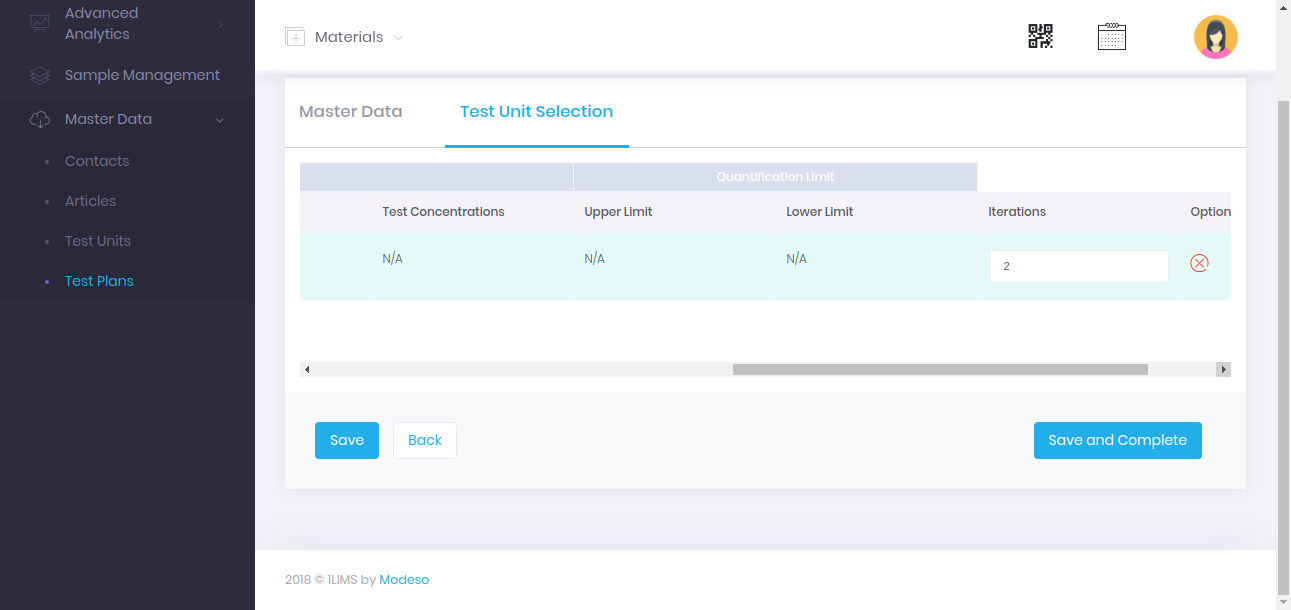 Advanced
Analytics
Sample Management
Master Data
Contacts
Articles
Test Units
Test Plans
Materials
Master Data
Test Unit Selection
Quantification Limit
Test Concentrations Upper Limit Lower Limit Iterations Option
N/A N/A N/A 2
Save Back Save and Complete
2018 © 1LIMS by Modeso